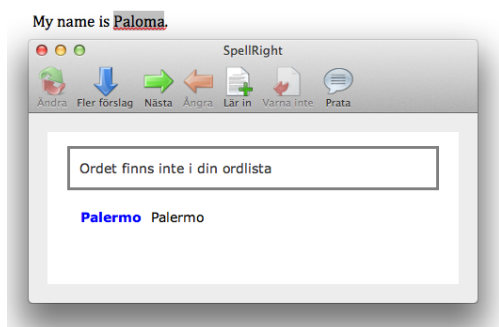 My name is Paloma.
SpellRight
Ändra Fler förslag Nästa Ångra Lär in Varna inte Prata
Ordet finns inte i din ordlista
Palermo Palermo